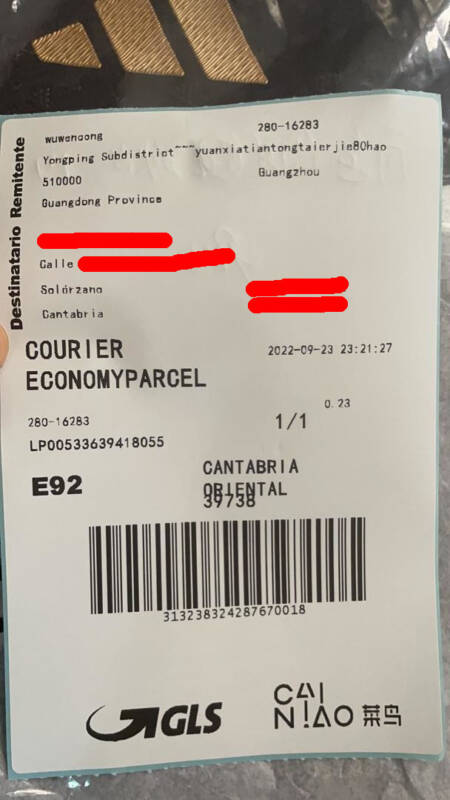 Destinatario Remitente
wuwencong
280-16283
Yongping Subdistrict~~~yuanxiatiantongtaierjie80hao
510000
Guangzhou
Guangdong Province
Calle
Solórzano
Cantabria
COURIER
2022-09-23 23:21:27
ECONOMYPARCEL
0.23
280-16283
1/1
LP00533639418055
E92
CANTABRIA
ORIENTAL
39738
313238324287670018
GLS
CAINIAO 菜鸟